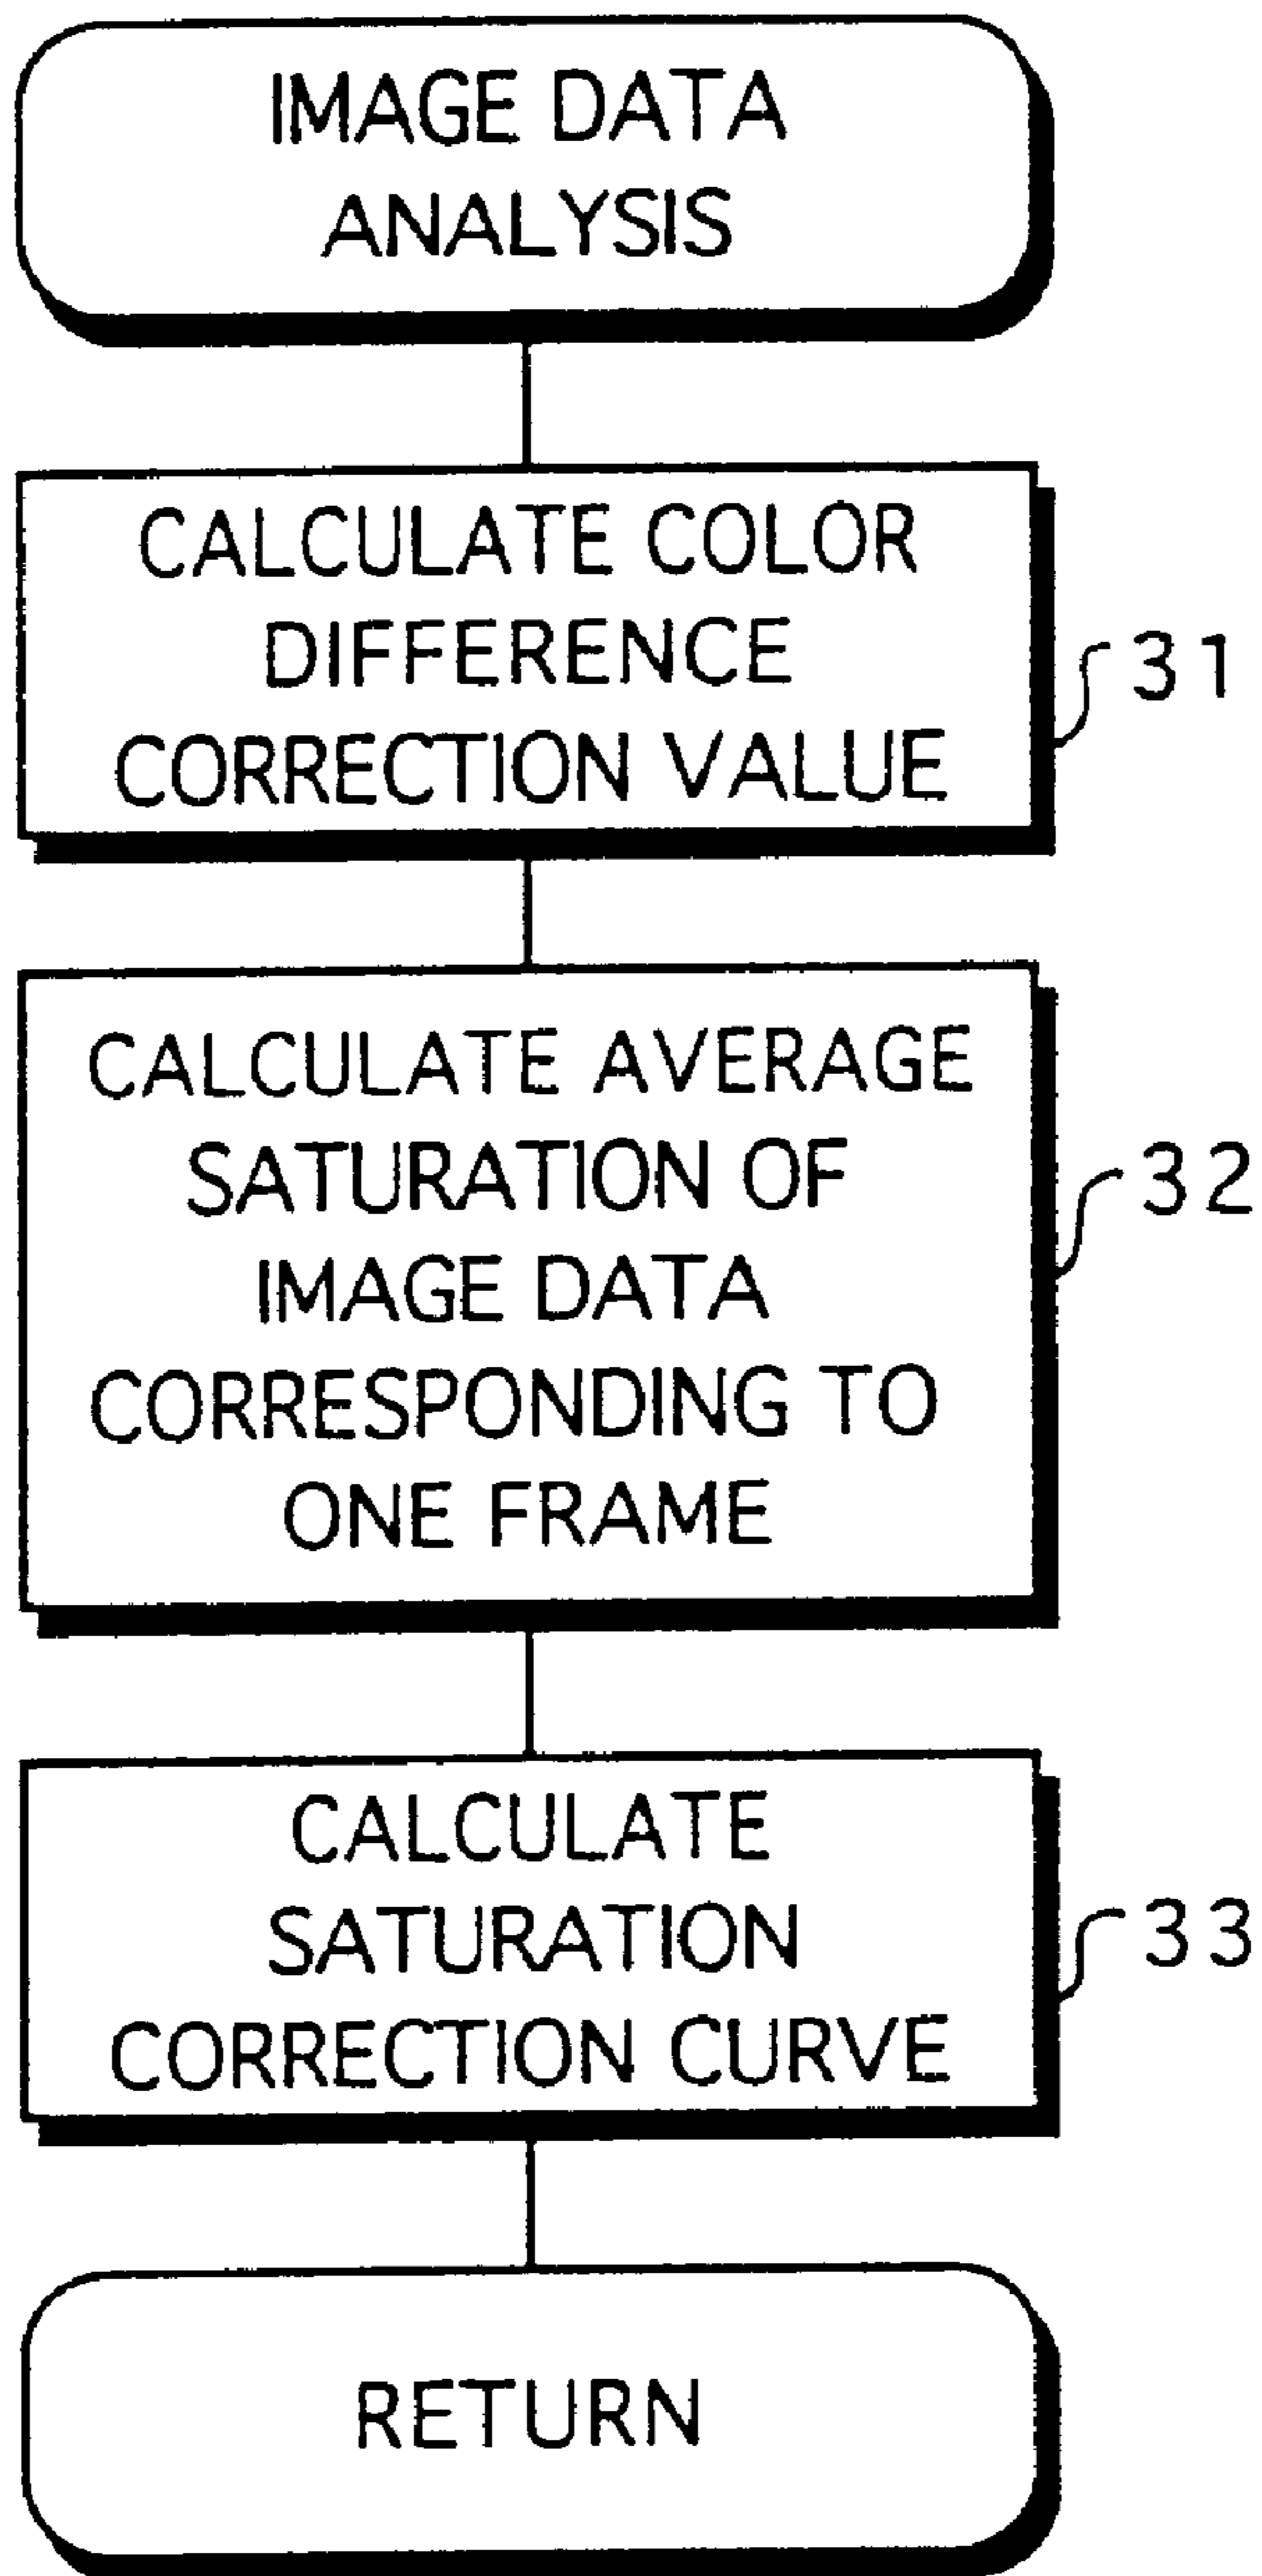 IMAGE DATA
ANALYSIS
CALCULATE COLOR
DIFFERENCE
CORRECTION VALUE
31
CALCULATE AVERAGE
SATURATION OF
IMAGE DATA
CORRESPONDING TO
ONE FRAME
32
CALCULATE
SATURATION
CORRECTION CURVE
33
RETURN